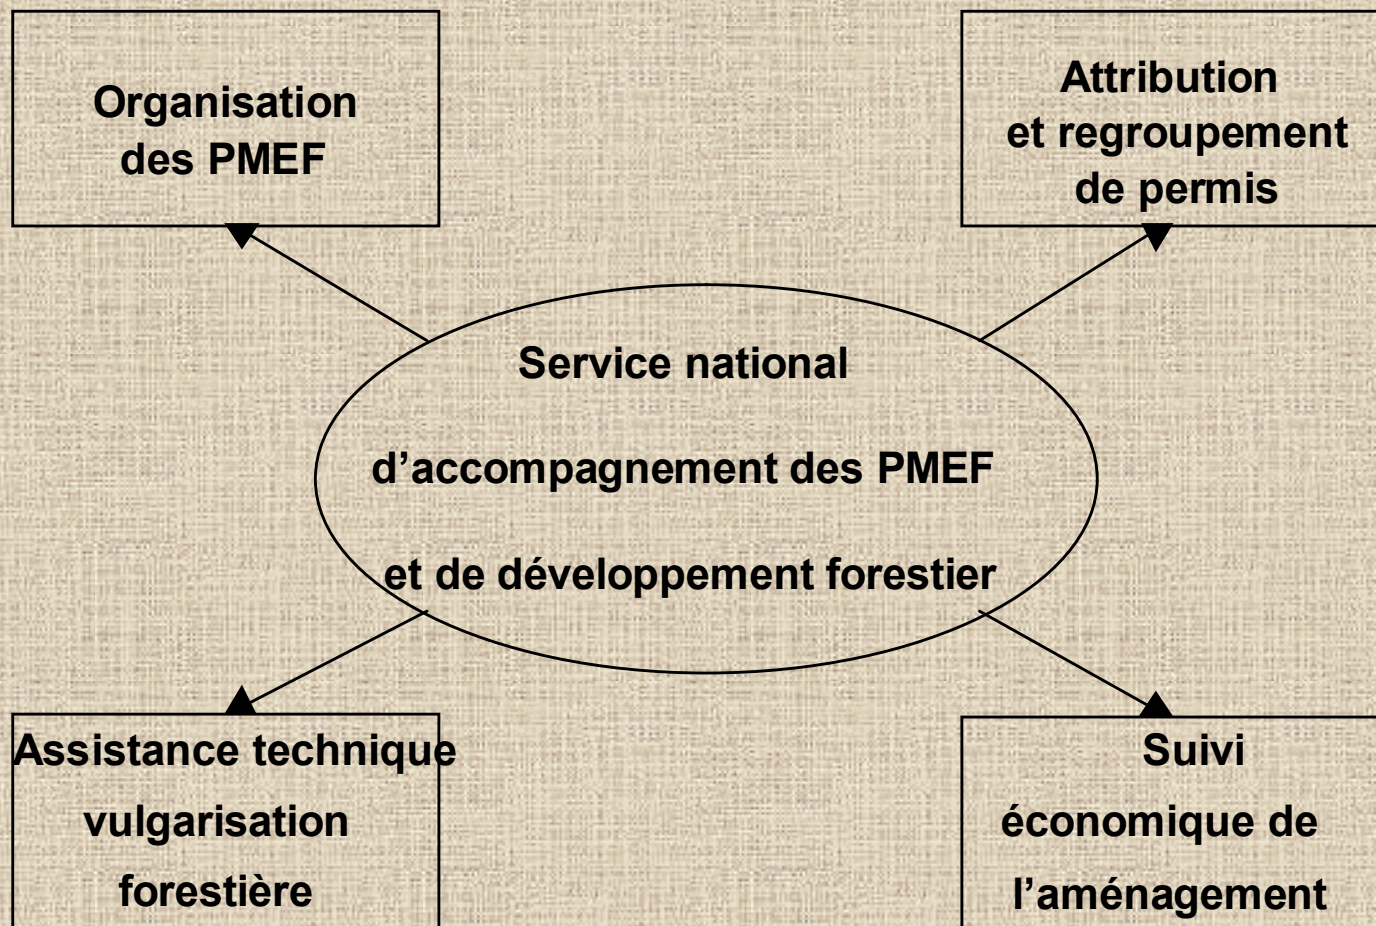 Organisation
des PMEF
Attribution
et regroupement
de permis
Service national
d’accompagnement des PMEF
et de développement forestier
Assistance technique
vulgarisation
forestière
Suivi
économique de
l’aménagement